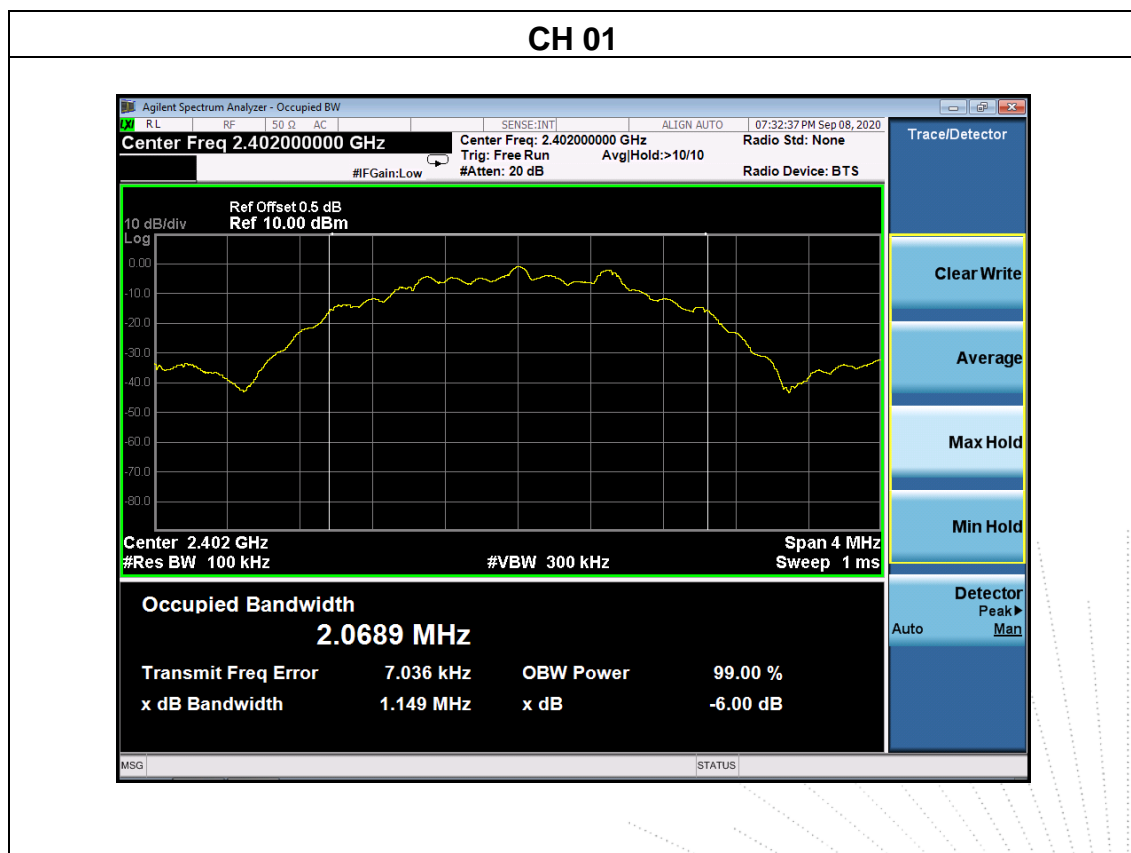 CH 01
Agilent Spectrum Analyzer - Occupied BW
LXI RL RF 50 Ω AC SENSE:INT ALIGN AUTO 07:32:37 PM Sep 08, 2020
Center Freq 2.402000000 GHz
Center Freq: 2.402000000 GHz Radio Std: None
Trig: Free Run Avg|Hold:>10/10
#IFGain:Low #Atten: 20 dB Radio Device: BTS
Trace/Detector
Ref Offset 0.5 dB
10 dB/div Ref 10.00 dBm
Log
0.00
-10.0
-20.0
-30.0
-40.0
-50.0
-60.0
-70.0
-80.0
Center 2.402 GHz Span 4 MHz
#Res BW 100 kHz #VBW 300 kHz Sweep 1 ms
Clear Write
Average
Max Hold
Min Hold
Detector
Peak▶
Auto Man
Occupied Bandwidth
2.0689 MHz
Transmit Freq Error 7.036 kHz OBW Power 99.00 %
x dB Bandwidth 1.149 MHz x dB -6.00 dB
MSG STATUS